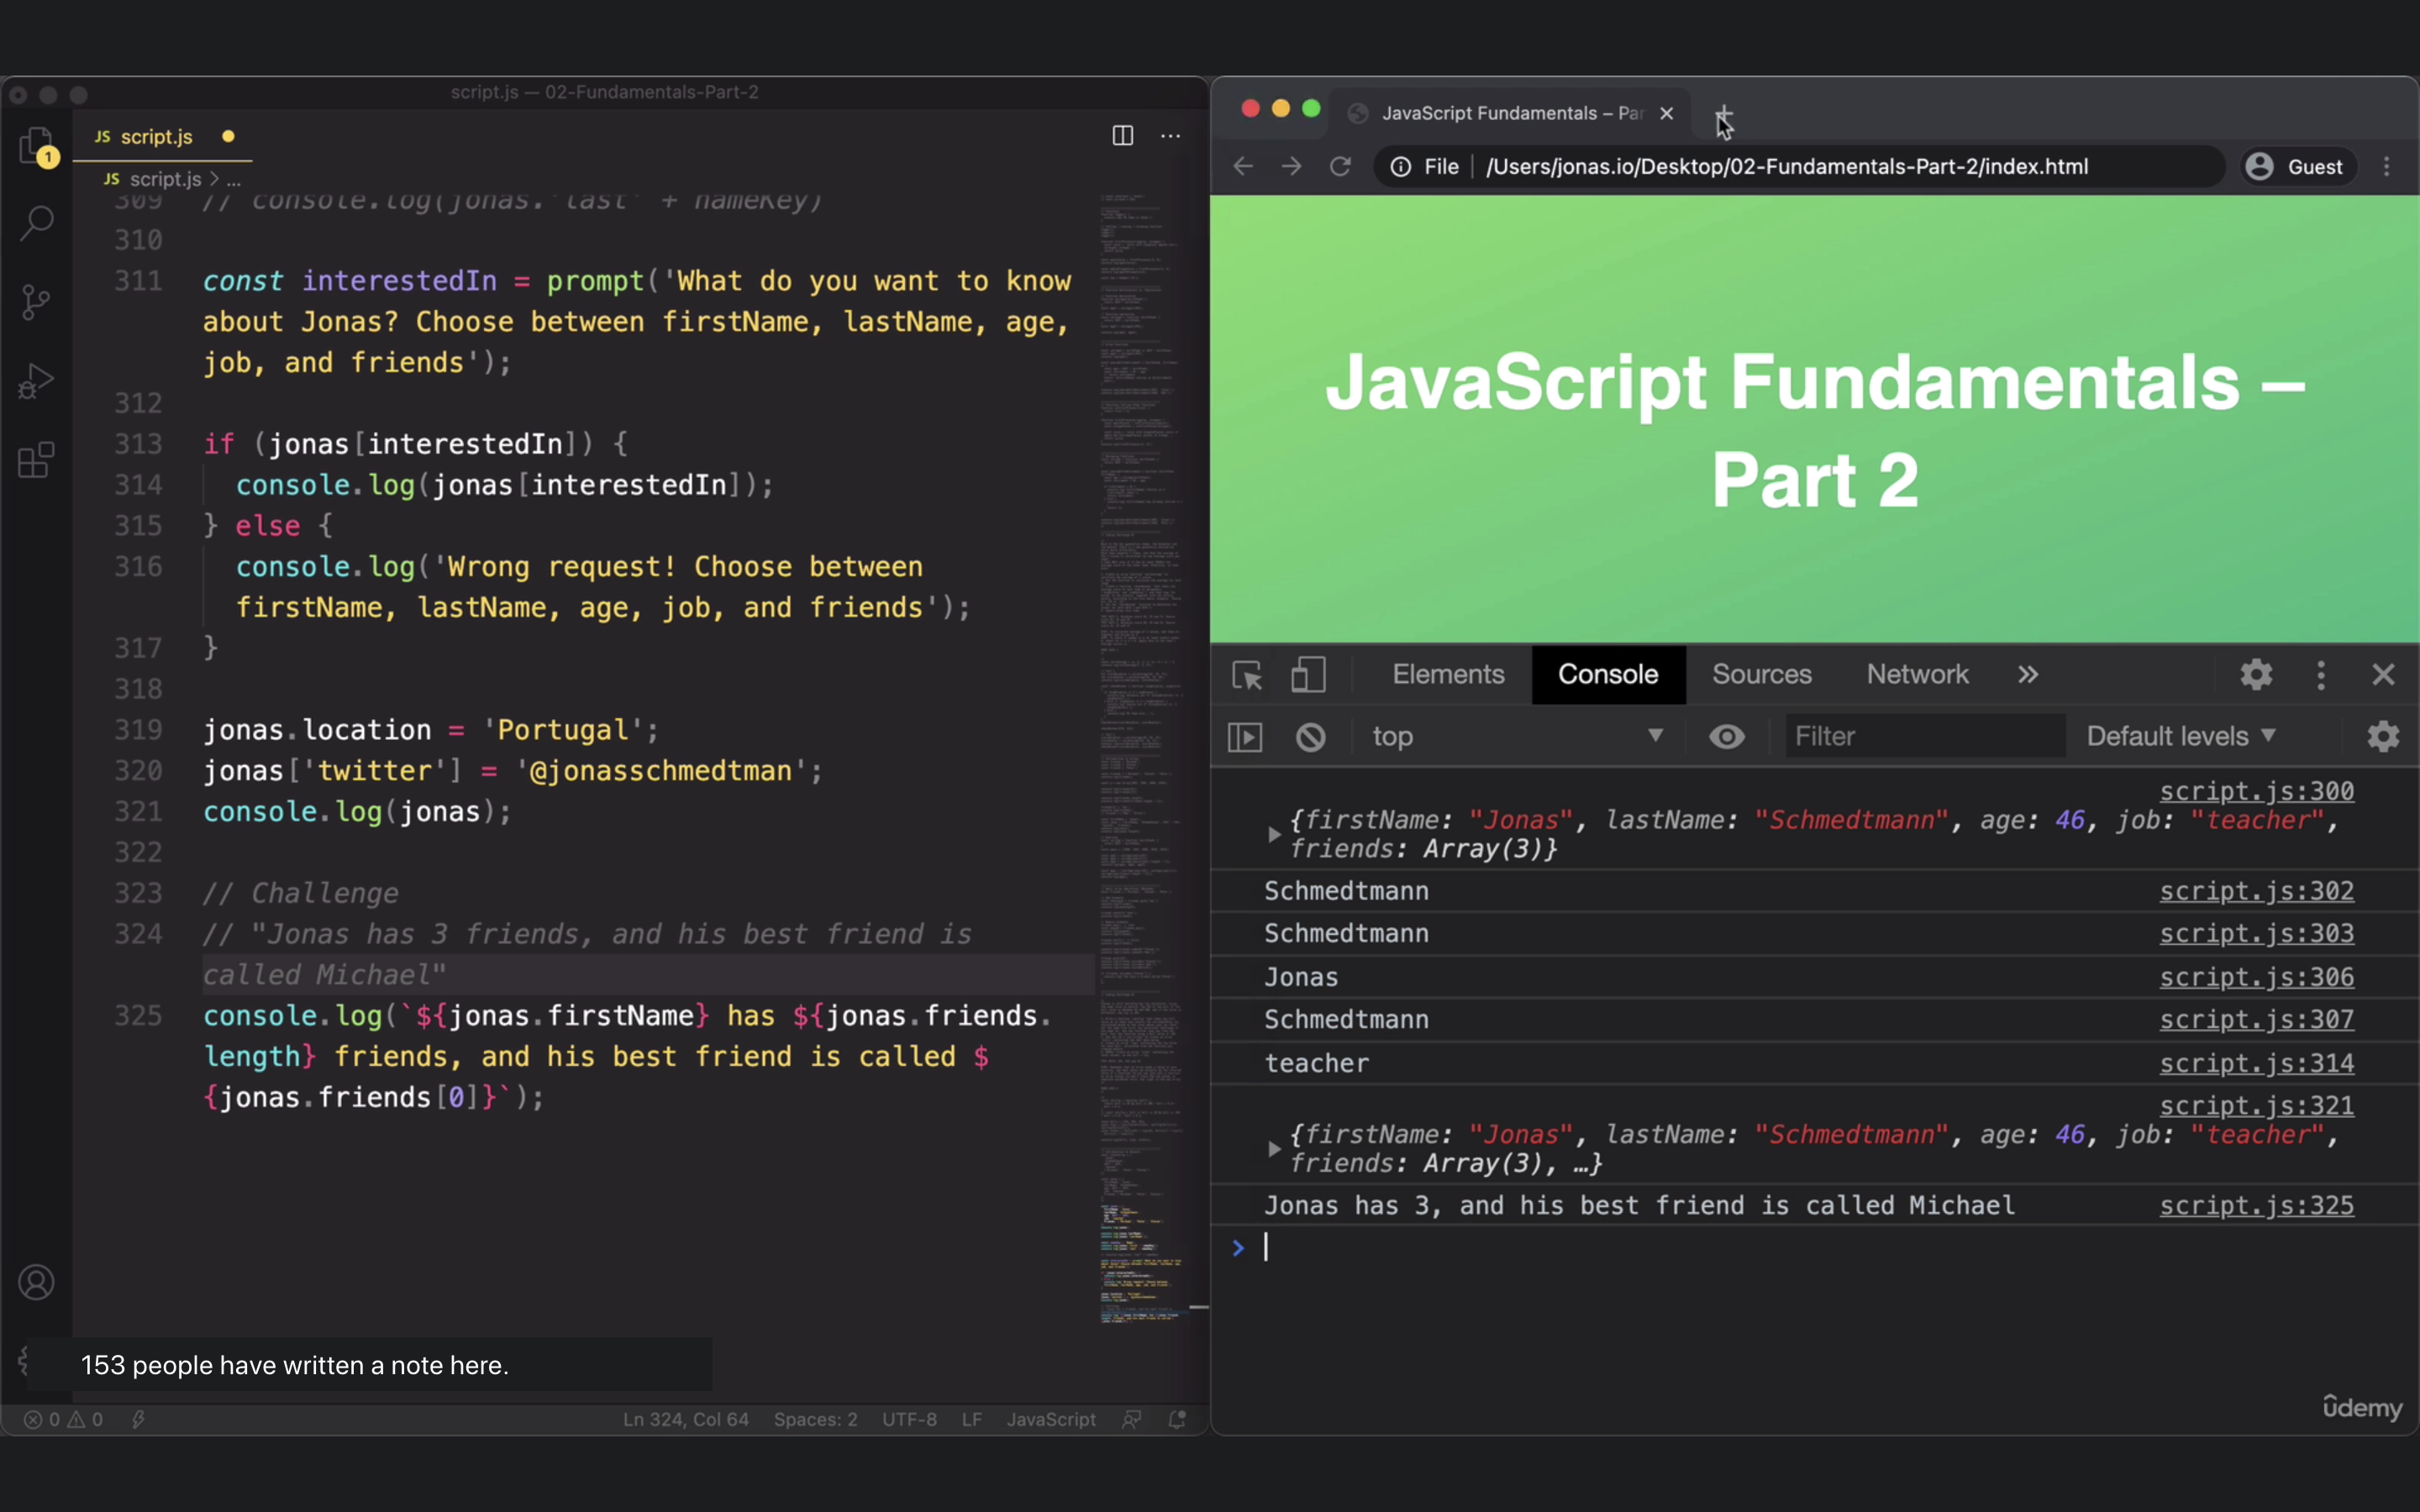 script.js — 02-Fundamentals-Part-2
JS script.js
1
JS script.js > ...
309 // console.log(jonas.'last' + nameKey)
310
311 const interestedIn = prompt('What do you want to know
about Jonas? Choose between firstName, lastName, age,
job, and friends');
312
313 if (jonas[interestedIn]) {
314 console.log(jonas[interestedIn]);
315 } else {
316 console.log('Wrong request! Choose between
firstName, lastName, age, job, and friends');
317 }
318
319 jonas.location = 'Portugal';
320 jonas['twitter'] = '@jonasschmedtman';
321 console.log(jonas);
322
323 // Challenge
324 // "Jonas has 3 friends, and his best friend is
called Michael"
325 console.log(`${jonas.firstName} has ${jonas.friends.
length} friends, and his best friend is called $
{jonas.friends[0]}`);
153 people have written a note here.
0 0
Ln 324, Col 64 Spaces: 2 UTF-8 LF JavaScript
JavaScript Fundamentals – Par
File /Users/jonas.io/Desktop/02-Fundamentals-Part-2/index.html Guest
JavaScript Fundamentals –
Part 2
Elements Console Sources Network »
top Filter Default levels
script.js:300
{firstName: "Jonas", lastName: "Schmedtmann", age: 46, job: "teacher",
friends: Array(3)}
Schmedtmann script.js:302
Schmedtmann script.js:303
Jonas script.js:306
Schmedtmann script.js:307
teacher script.js:314
script.js:321
{firstName: "Jonas", lastName: "Schmedtmann", age: 46, job: "teacher",
friends: Array(3), …}
Jonas has 3, and his best friend is called Michael script.js:325
>
ûdemy